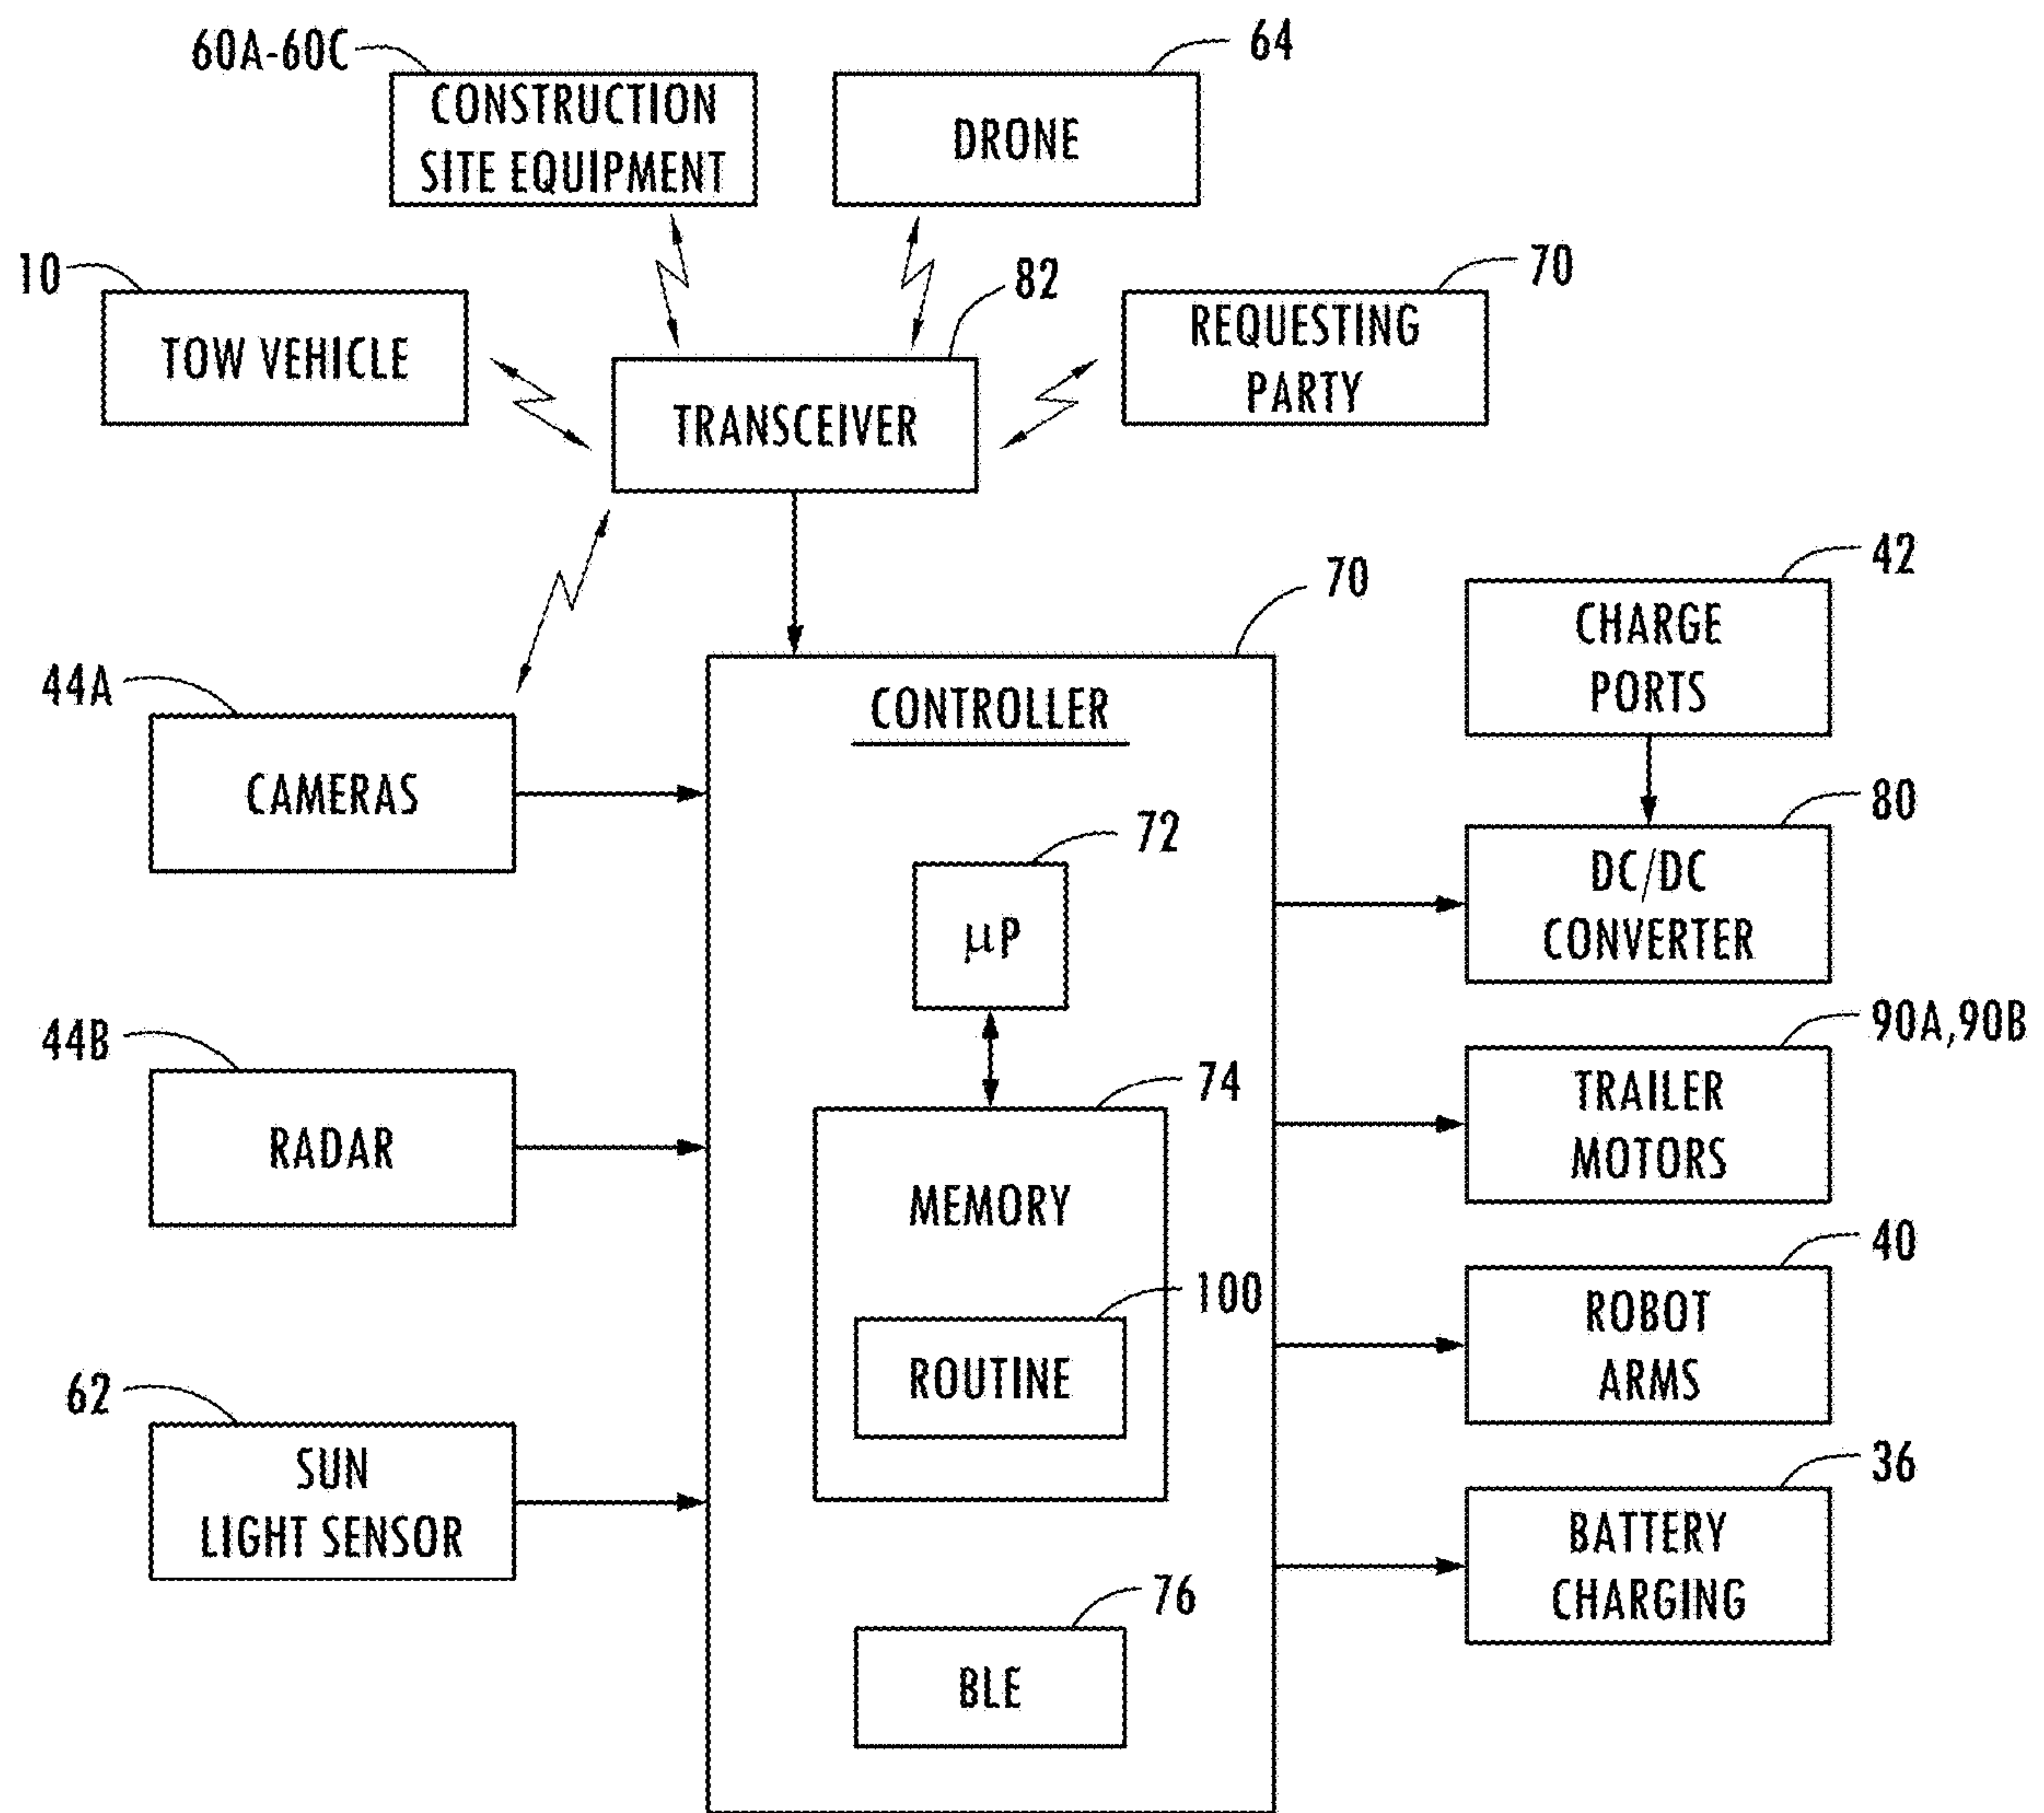 60A-60C
CONSTRUCTION
SITE EQUIPMENT
64
DRONE
10
TOW VEHICLE
82
TRANSCEIVER
70
REQUESTING
PARTY
44A
CAMERAS
44B
RADAR
62
SUN
LIGHT SENSOR
70
CONTROLLER
72
μP
74
MEMORY
100
ROUTINE
76
BLE
42
CHARGE
PORTS
80
DC/DC
CONVERTER
90A,90B
TRAILER
MOTORS
40
ROBOT
ARMS
36
BATTERY
CHARGING